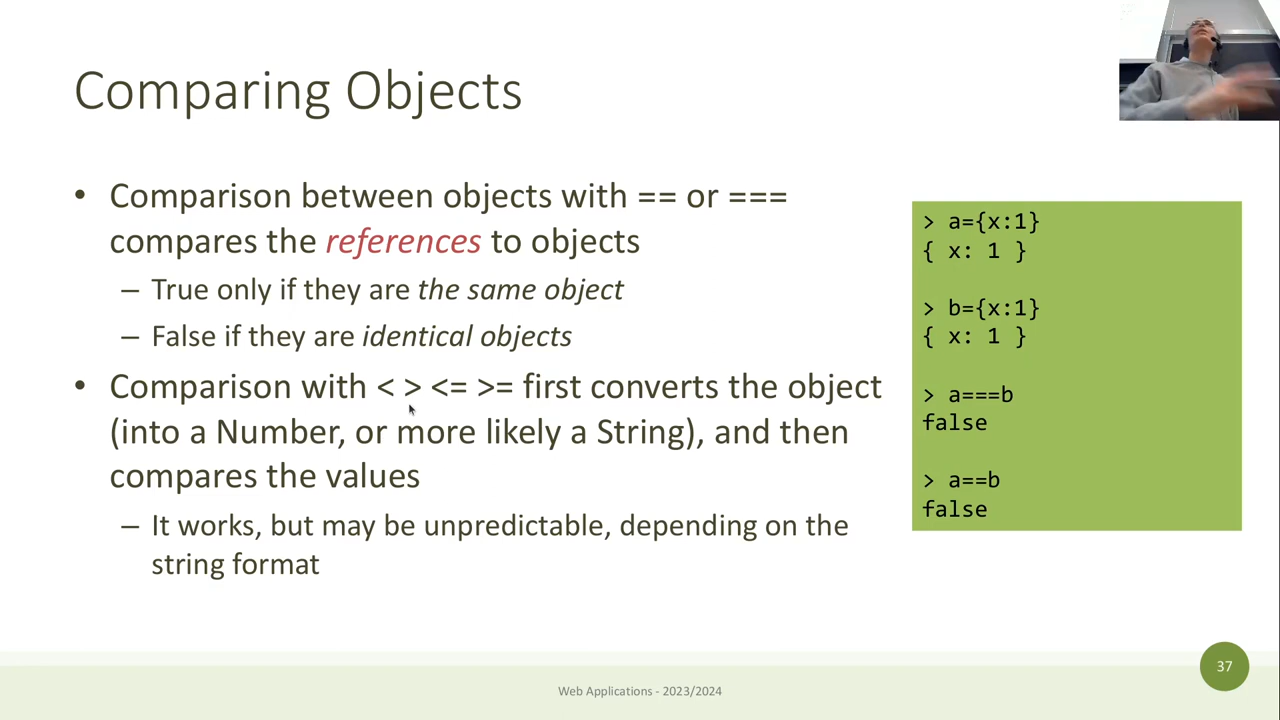 Comparing Objects
• Comparison between objects with == or ===
compares the references to objects
– True only if they are the same object
– False if they are identical objects
• Comparison with < > <= >= first converts the object
(into a Number, or more likely a String), and then
compares the values
– It works, but may be unpredictable, depending on the
string format
> a={x:1}
{ x: 1 }
> b={x:1}
{ x: 1 }
> a===b
false
> a==b
false
Web Applications - 2023/2024
37